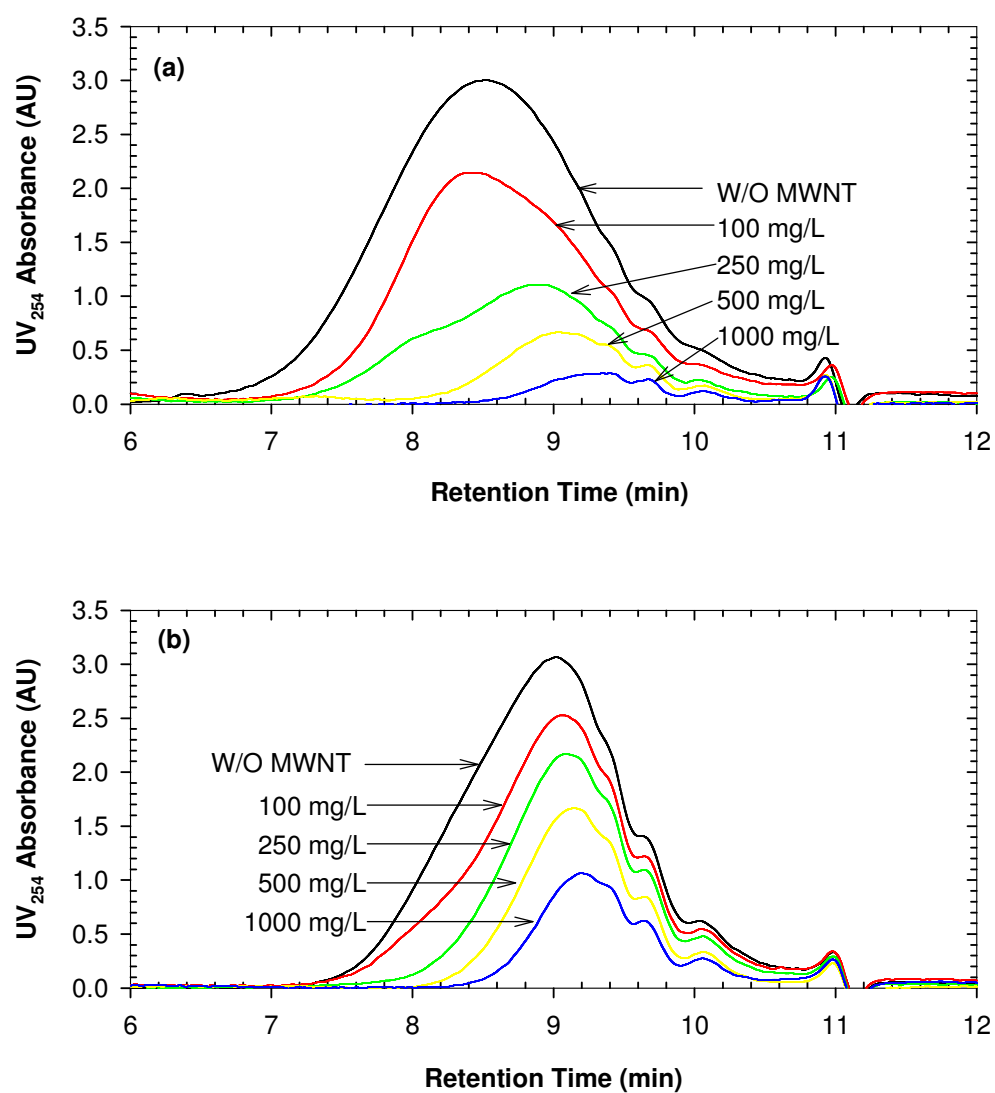 (a)
UV254 Absorbance (AU)
3.5
3.0
2.5
2.0
1.5
1.0
0.5
0.0
W/O MWNT
100 mg/L
250 mg/L
500 mg/L
1000 mg/L
6 7 8 9 10 11 12
Retention Time (min)
(b)
UV254 Absorbance (AU)
3.5
3.0
2.5
2.0
1.5
1.0
0.5
0.0
W/O MWNT
100 mg/L
250 mg/L
500 mg/L
1000 mg/L
6 7 8 9 10 11 12
Retention Time (min)